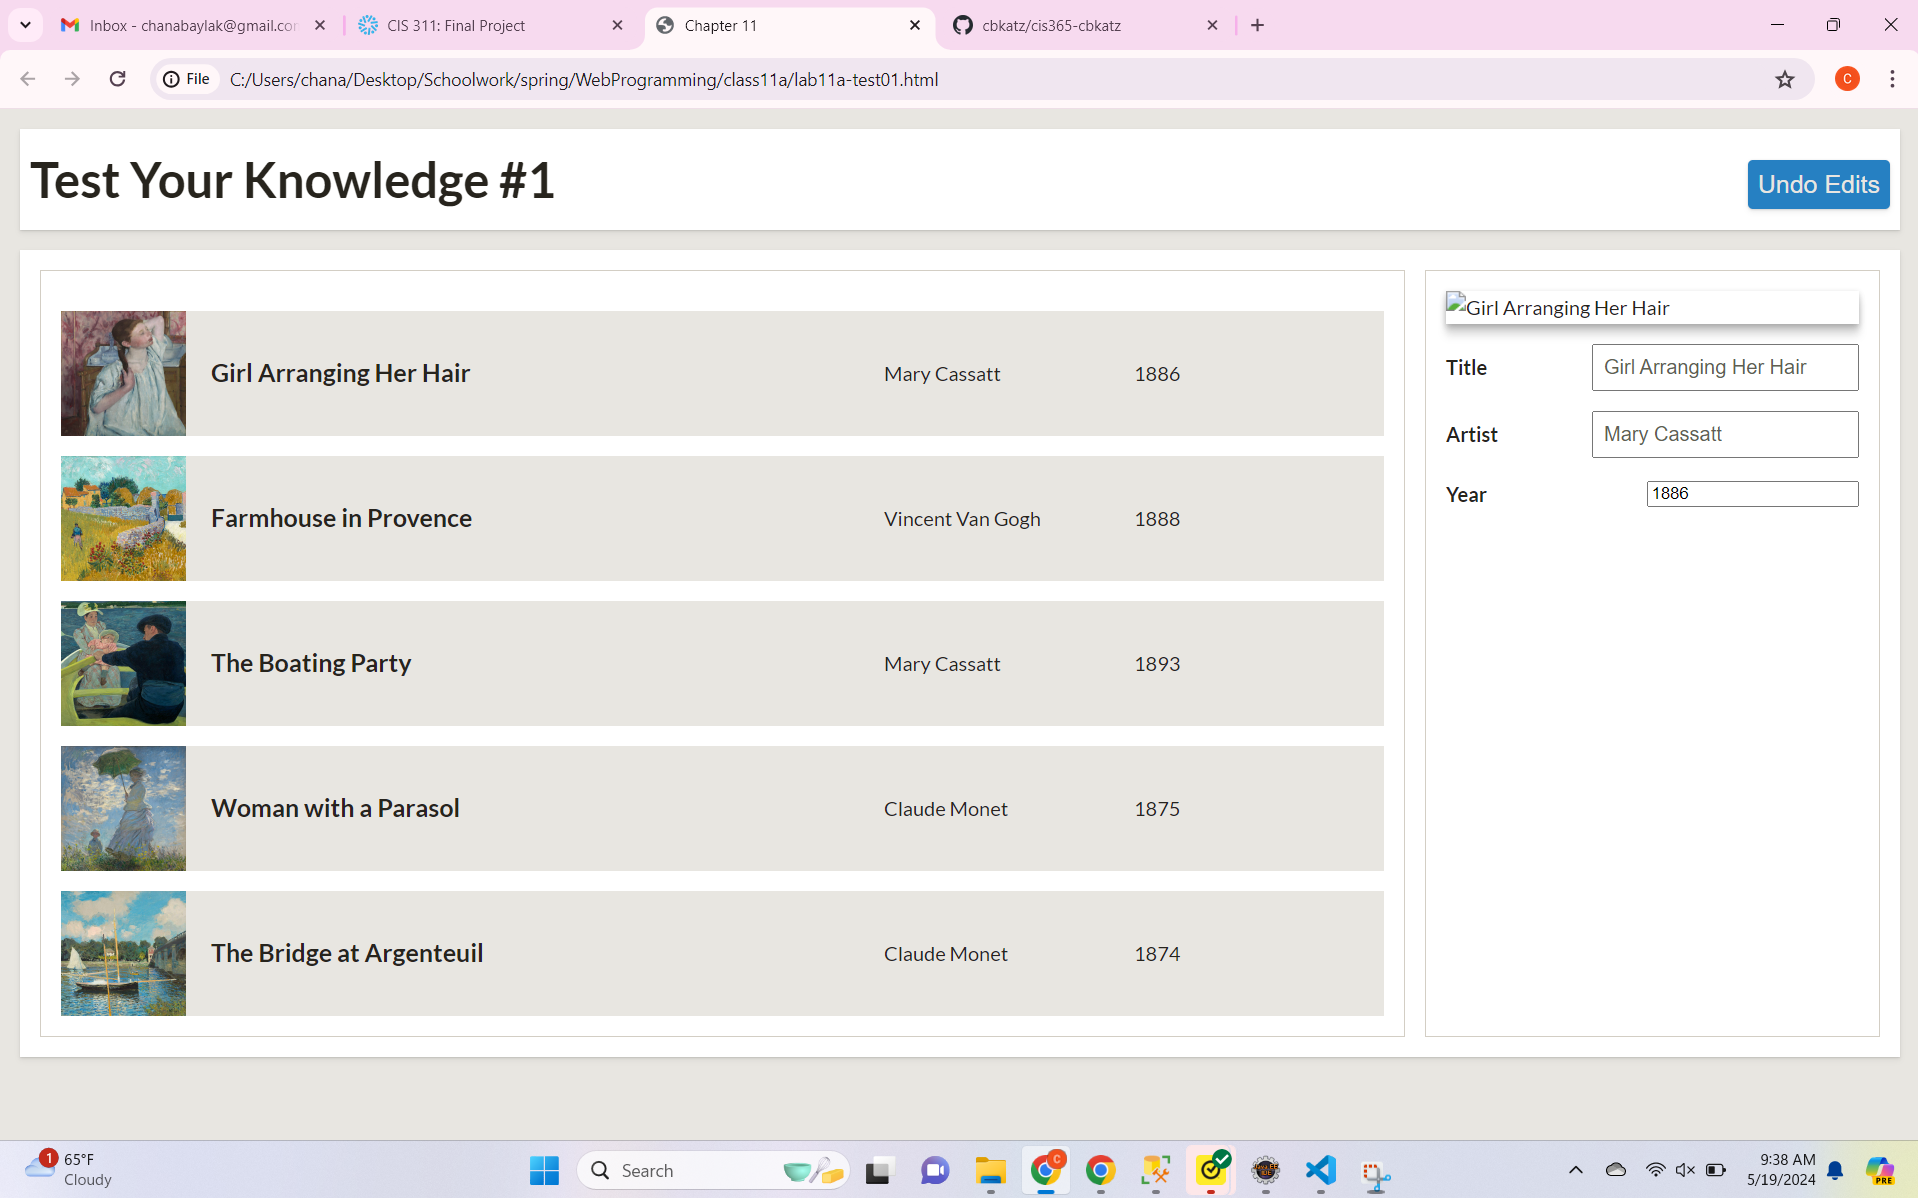 Inbox - chanabaylak@gmail.co
CIS 311: Final Project
Chapter 11
cbkatz/cis365-cbkatz
File
C:/Users/chana/Desktop/Schoolwork/spring/WebProgramming/class11a/lab11a-test01.html
C
Test Your Knowledge #1
Undo Edits
Girl Arranging Her Hair
Mary Cassatt
1886
Farmhouse in Provence
Vincent Van Gogh
1888
The Boating Party
Mary Cassatt
1893
Woman with a Parasol
Claude Monet
1875
The Bridge at Argenteuil
Claude Monet
1874
Girl Arranging Her Hair
Title
Girl Arranging Her Hair
Artist
Mary Cassatt
Year
1886
1
65°F
Cloudy
Search
C
9:38 AM
5/19/2024
PRE